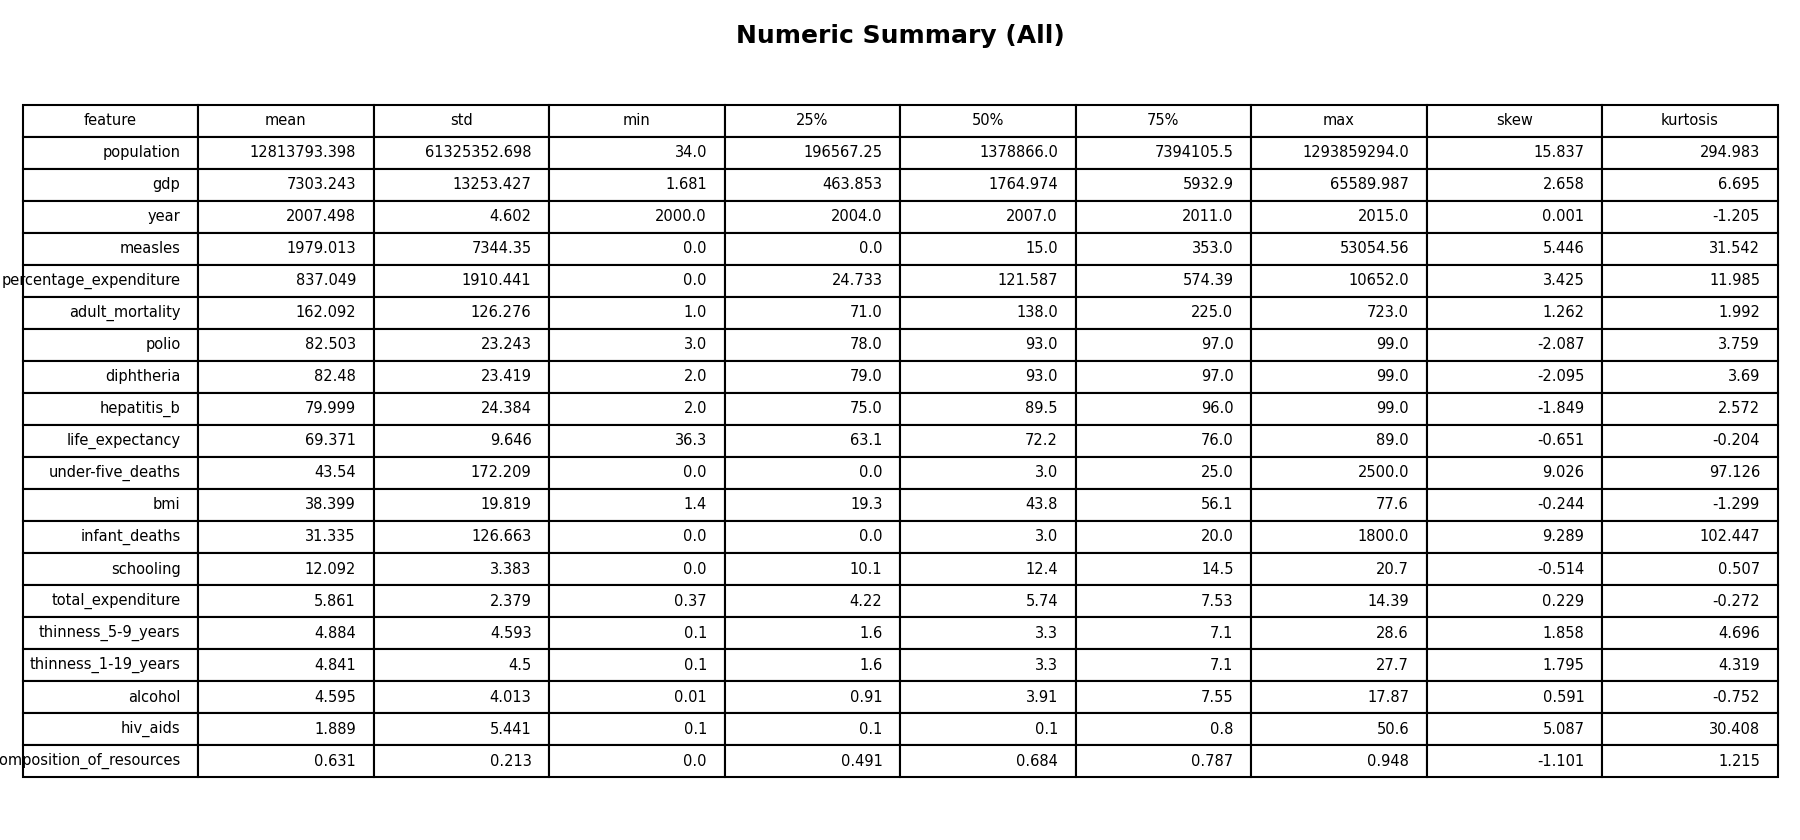 Numeric Summary (All)
feature mean std min 25% 50% 75% max skew kurtosis
population 12813793.398 61325352.698 34.0 196567.25 1378866.0 7394105.5 1293859294.0 15.837 294.983
gdp 7303.243 13253.427 1.681 463.853 1764.974 5932.9 65589.987 2.658 6.695
year 2007.498 4.602 2000.0 2004.0 2007.0 2011.0 2015.0 0.001 -1.205
measles 1979.013 7344.35 0.0 0.0 15.0 353.0 53054.56 5.446 31.542
percentage_expenditure 837.049 1910.441 0.0 24.733 121.587 574.39 10652.0 3.425 11.985
adult_mortality 162.092 126.276 1.0 71.0 138.0 225.0 723.0 1.262 1.992
polio 82.503 23.243 3.0 78.0 93.0 97.0 99.0 -2.087 3.759
diphtheria 82.48 23.419 2.0 79.0 93.0 97.0 99.0 -2.095 3.69
hepatitis_b 79.999 24.384 2.0 75.0 89.5 96.0 99.0 -1.849 2.572
life_expectancy 69.371 9.646 36.3 63.1 72.2 76.0 89.0 -0.651 -0.204
under-five_deaths 43.54 172.209 0.0 0.0 3.0 25.0 2500.0 9.026 97.126
bmi 38.399 19.819 1.4 19.3 43.8 56.1 77.6 -0.244 -1.299
infant_deaths 31.335 126.663 0.0 0.0 3.0 20.0 1800.0 9.289 102.447
schooling 12.092 3.383 0.0 10.1 12.4 14.5 20.7 -0.514 0.507
total_expenditure 5.861 2.379 0.37 4.22 5.74 7.53 14.39 0.229 -0.272
thinness_5-9_years 4.884 4.593 0.1 1.6 3.3 7.1 28.6 1.858 4.696
thinness_1-19_years 4.841 4.5 0.1 1.6 3.3 7.1 27.7 1.795 4.319
alcohol 4.595 4.013 0.01 0.91 3.91 7.55 17.87 0.591 -0.752
hiv_aids 1.889 5.441 0.1 0.1 0.1 0.8 50.6 5.087 30.408
omposition_of_resources 0.631 0.213 0.0 0.491 0.684 0.787 0.948 -1.101 1.215